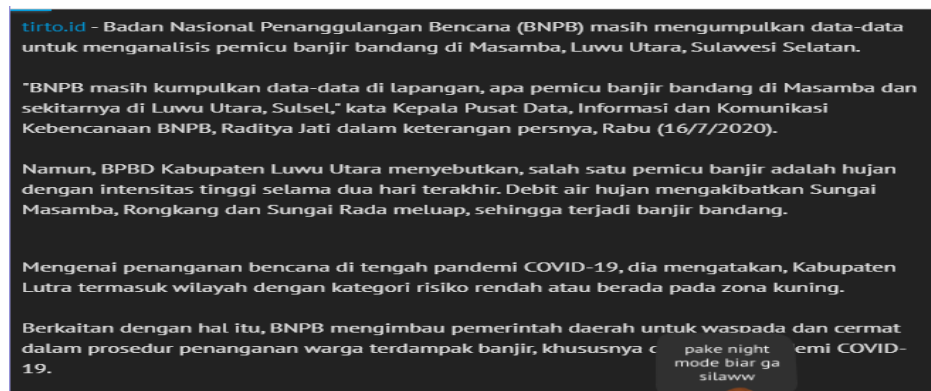 tirto.id - Badan Nasional Penanggulangan Bencana (BNPB) masih mengumpulkan data-data
untuk menganalisis pemicu banjir bandang di Masamba, Luwu Utara, Sulawesi Selatan.
"BNPB masih kumpulkan data-data di lapangan, apa pemicu banjir bandang di Masamba dan
sekitarnya di Luwu Utara, Sulsel," kata Kepala Pusat Data, Informasi dan Komunikasi
Kebencanaan BNPB, Raditya Jati dalam keterangan persnya, Rabu (16/7/2020).
Namun, BPBD Kabupaten Luwu Utara menyebutkan, salah satu pemicu banjir adalah hujan
dengan intensitas tinggi selama dua hari terakhir. Debit air hujan mengakibatkan Sungai
Masamba, Rongkang dan Sungai Rada meluap, sehingga terjadi banjir bandang.
Mengenai penanganan bencana di tengah pandemi COVID-19, dia mengatakan, Kabupaten
Lutra termasuk wilayah dengan kategori risiko rendah atau berada pada zona kuning.
Berkaitan dengan hal itu, BNPB mengimbau pemerintah daerah untuk waspada dan cermat
dalam prosedur penanganan warga terdampak banjir, khususnya emi COVID-
19.
pake night
mode biar ga
silaww